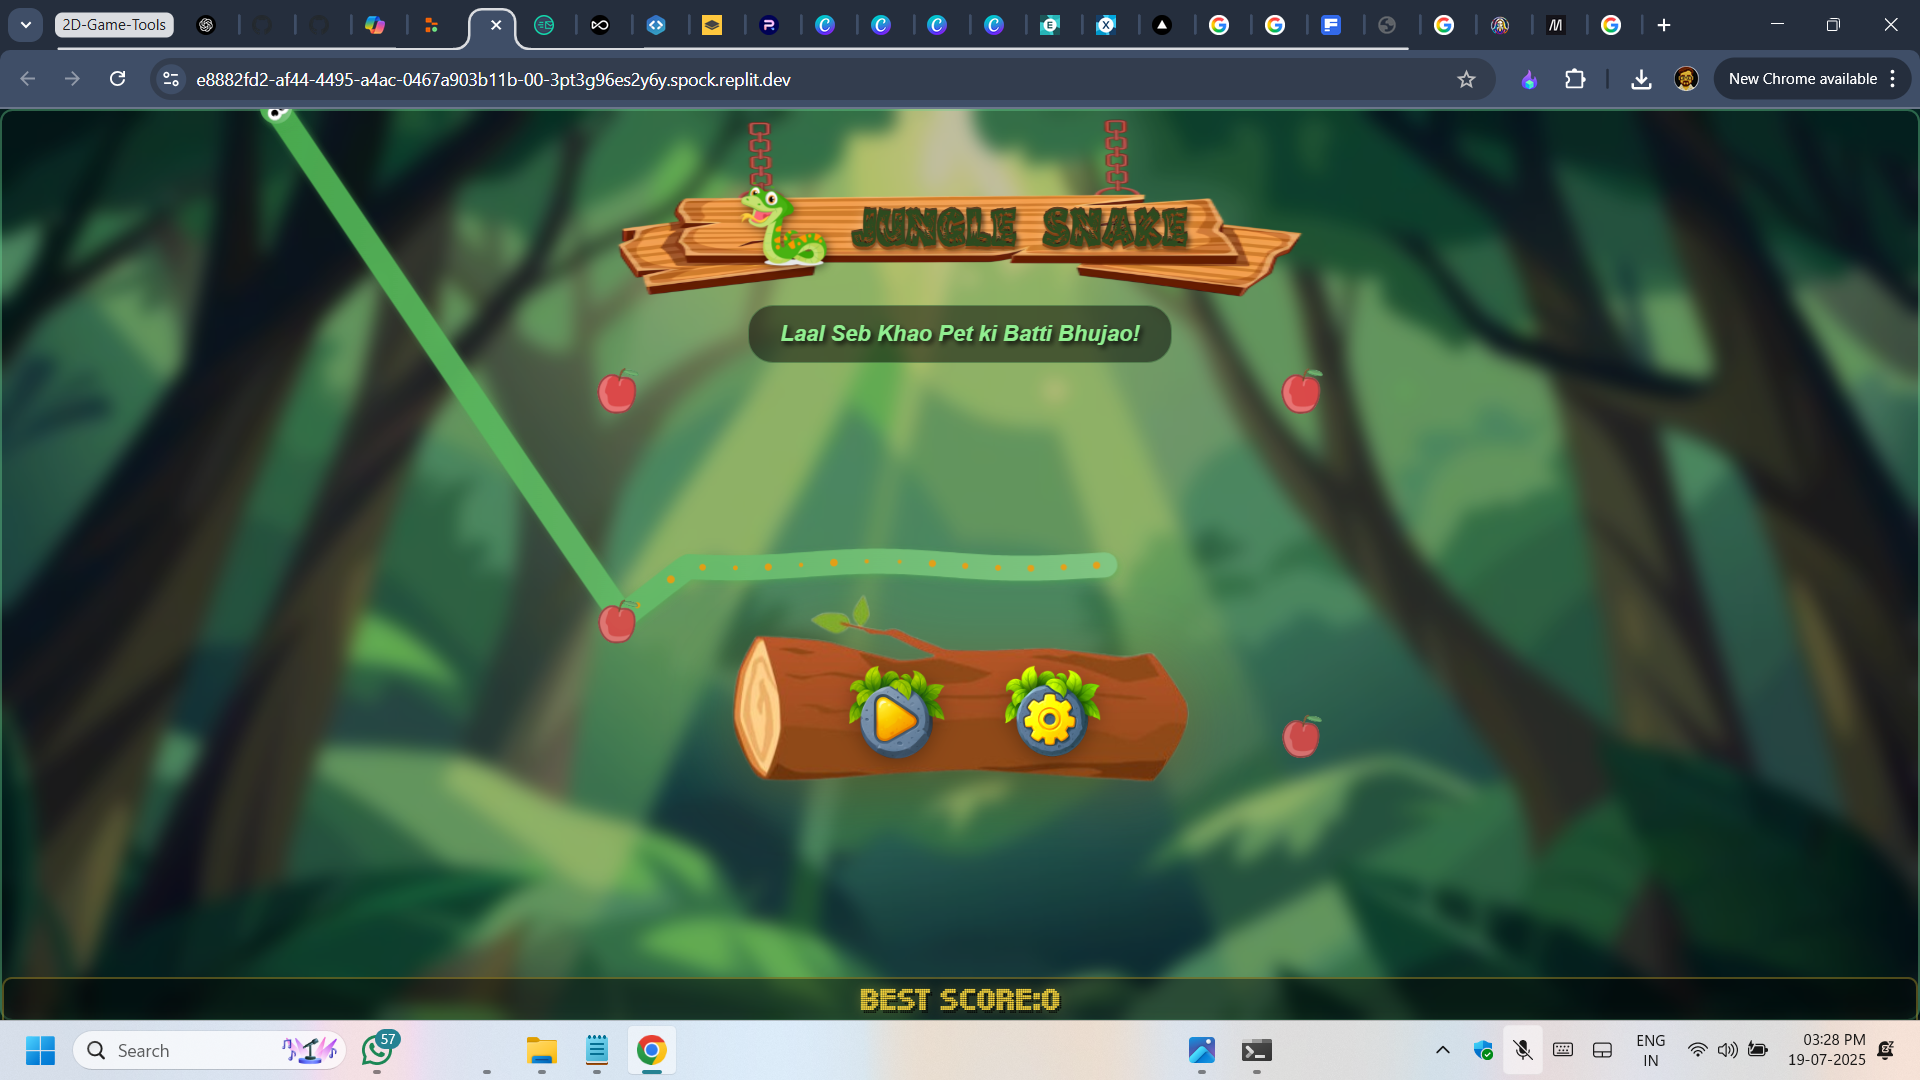 2D-Game-Tools
e8882fd2-af44-4495-a4ac-0467a903b11b-00-3pt3g96es2y6y.spock.replit.dev
New Chrome available
JUNGLE SNAKE
Laal Seb Khao Pet ki Batti Bhujao!
BEST SCORE:0
Search
57
ENG
IN
03:28 PM
19-07-2025